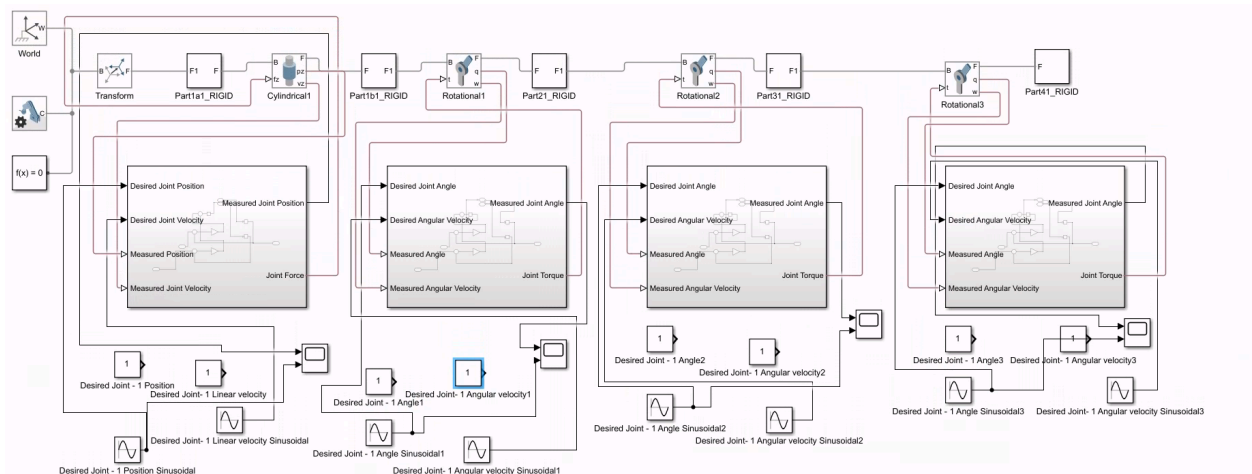 W
World
C
f(x) = 0
B
F
Transform
F1
F
Part1a1_RIGID
B
fz
F
pz
vz
Cylindrical1
F
F1
Part1b1_RIGID
B
t
F
q
w
Rotational1
F
F1
Part21_RIGID
B
t
F
q
w
Rotational2
F
F1
Part31_RIGID
B
t
F
q
w
Rotational3
F
Part41_RIGID
Desired Joint Position
Desired Joint Velocity
Measured Position
Measured Joint Velocity
Measured Joint Position
Joint Force
Desired Joint Angle
Desired Angular Velocity
Measured Angle
Measured Angular Velocity
Measured Joint Angle
Joint Torque
Desired Joint Angle
Desired Angular Velocity
Measured Angle
Measured Angular Velocity
Measured Joint Angle
Joint Torque
Desired Joint Angle
Desired Angular Velocity
Measured Angle
Measured Angular Velocity
Measured Joint Angle
Joint Torque
1
Desired Joint - 1 Position
1
Desired Joint- 1 Linear velocity
Desired Joint- 1 Linear velocity Sinusoidal
Desired Joint - 1 Position Sinusoidal
1
Desired Joint - 1 Angle1
1
Desired Joint- 1 Angular velocity1
Desired Joint - 1 Angle Sinusoidal1
Desired Joint- 1 Angular velocity Sinusoidal1
1
Desired Joint - 1 Angle2
1
Desired Joint- 1 Angular velocity2
Desired Joint - 1 Angle Sinusoidal2
Desired Joint- 1 Angular velocity Sinusoidal2
1
Desired Joint - 1 Angle3
1
Desired Joint- 1 Angular velocity3
Desired Joint - 1 Angle Sinusoidal3
Desired Joint- 1 Angular velocity Sinusoidal3